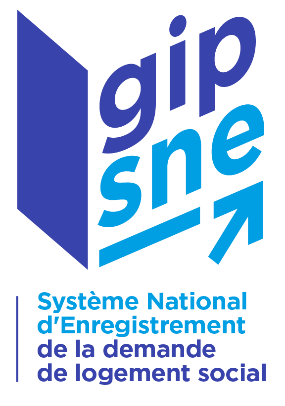 gip
sne
Système National
d'Enregistrement
de la demande
de logement social